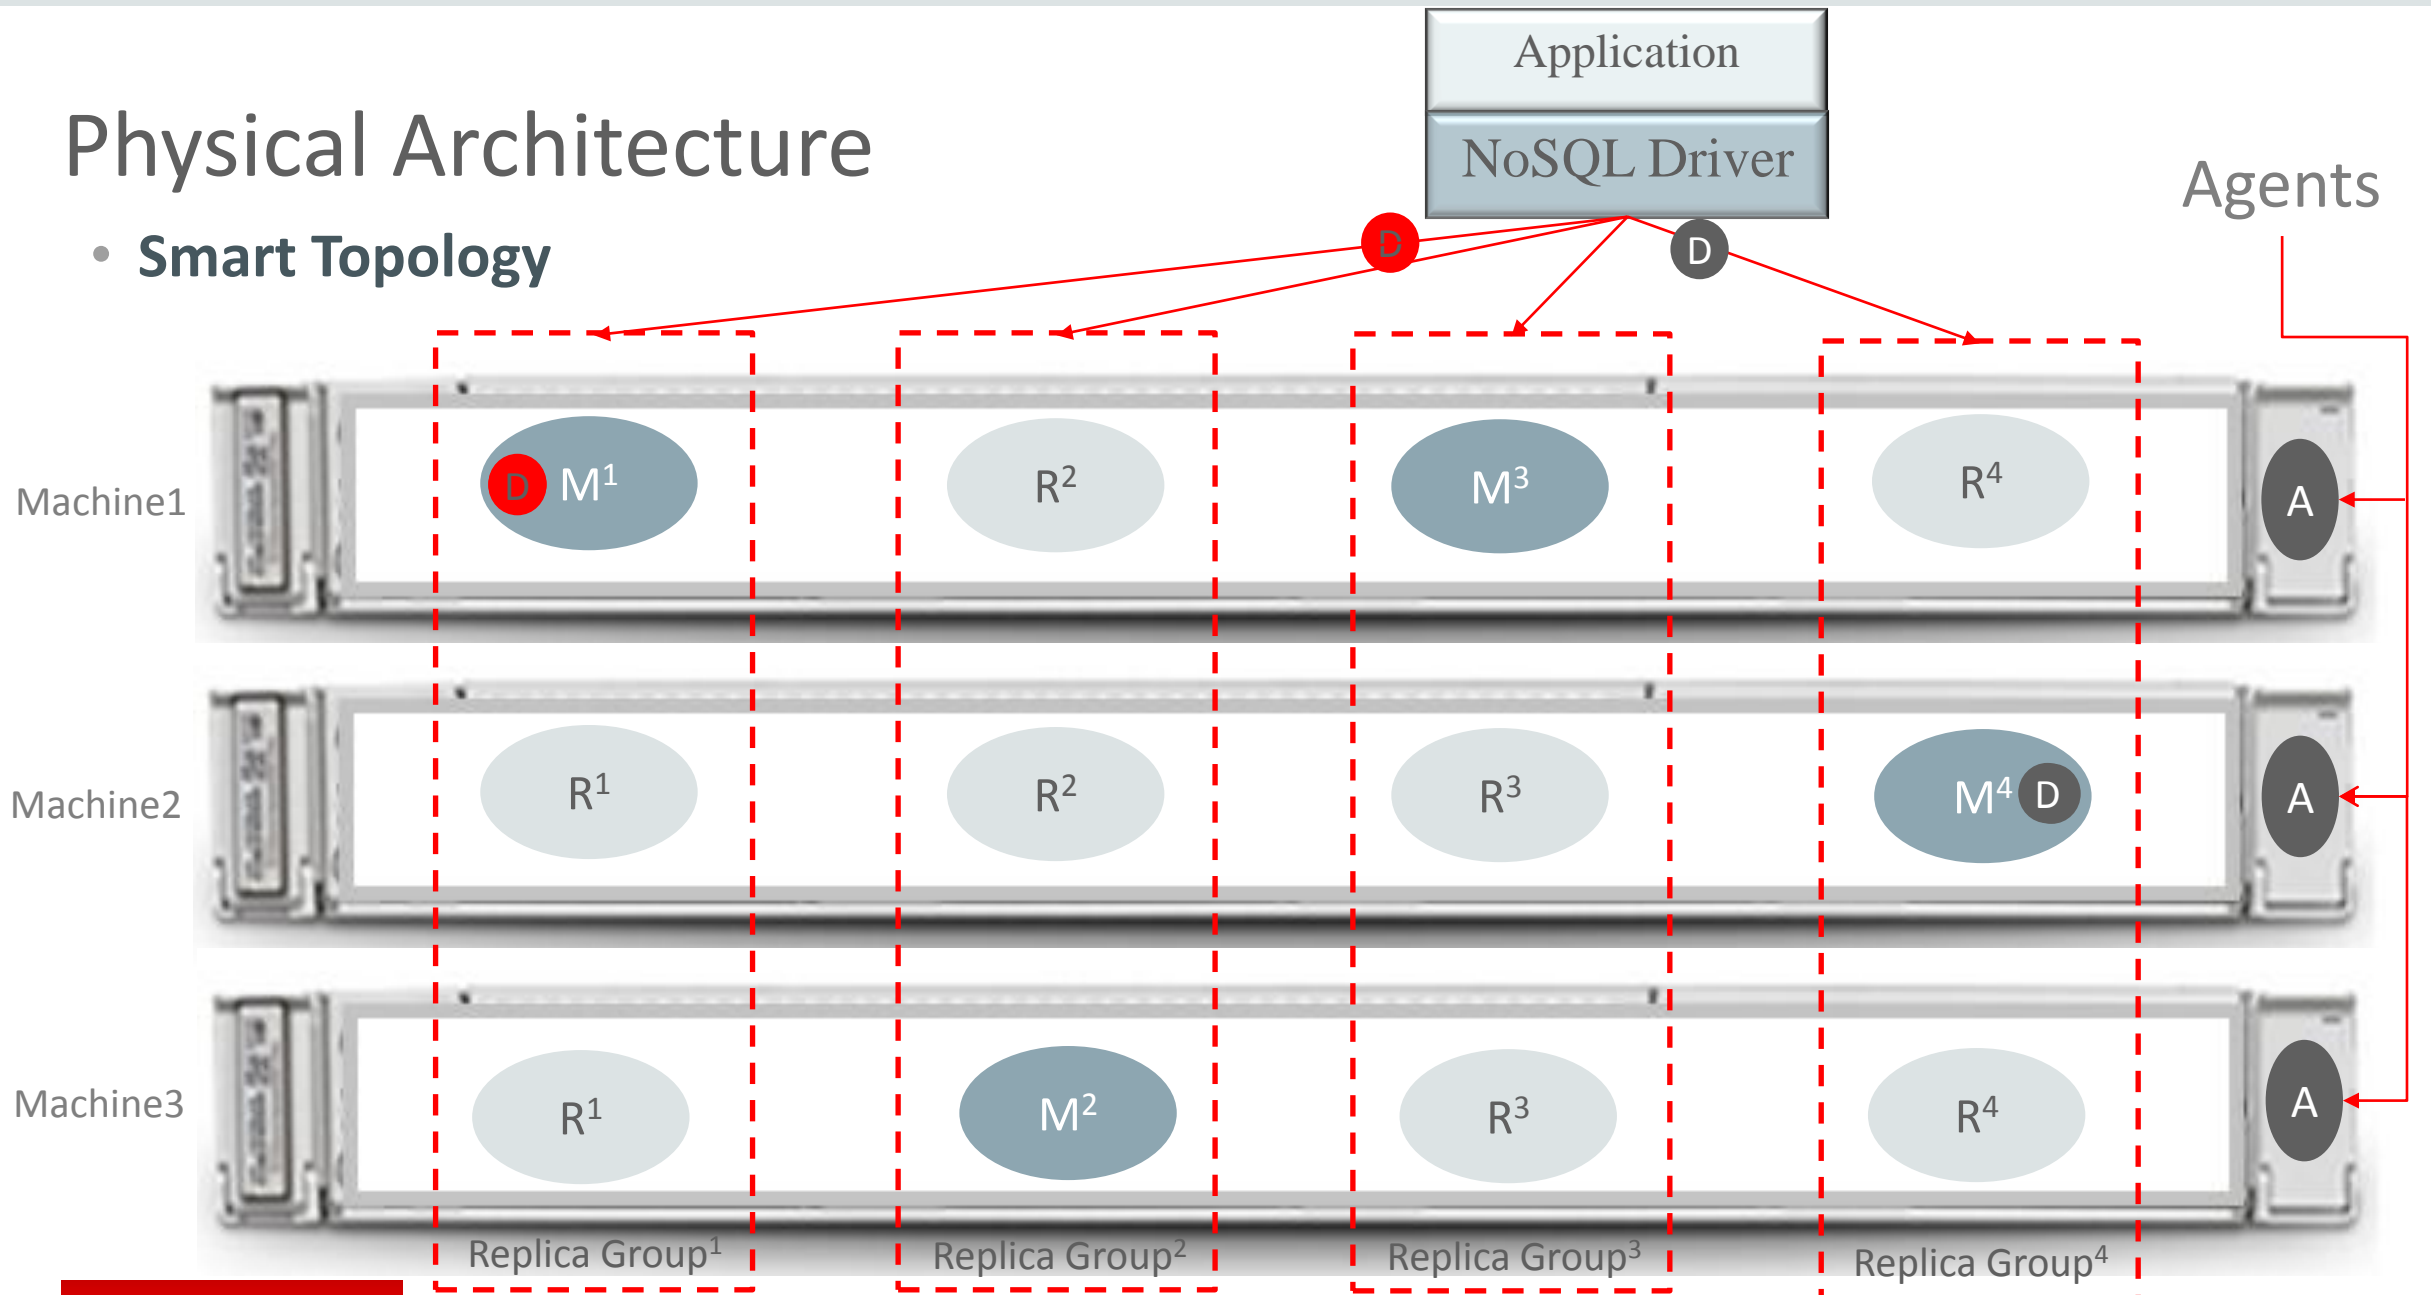 Application
NoSQL Driver
Physical Architecture
Agents
• Smart Topology
D
D
Machine1
D M¹
R²
M³
R⁴
A
Machine2
R¹
R²
R³
M⁴ D
A
Machine3
R¹
M²
R³
R⁴
A
Replica Group¹
Replica Group²
Replica Group³
Replica Group⁴